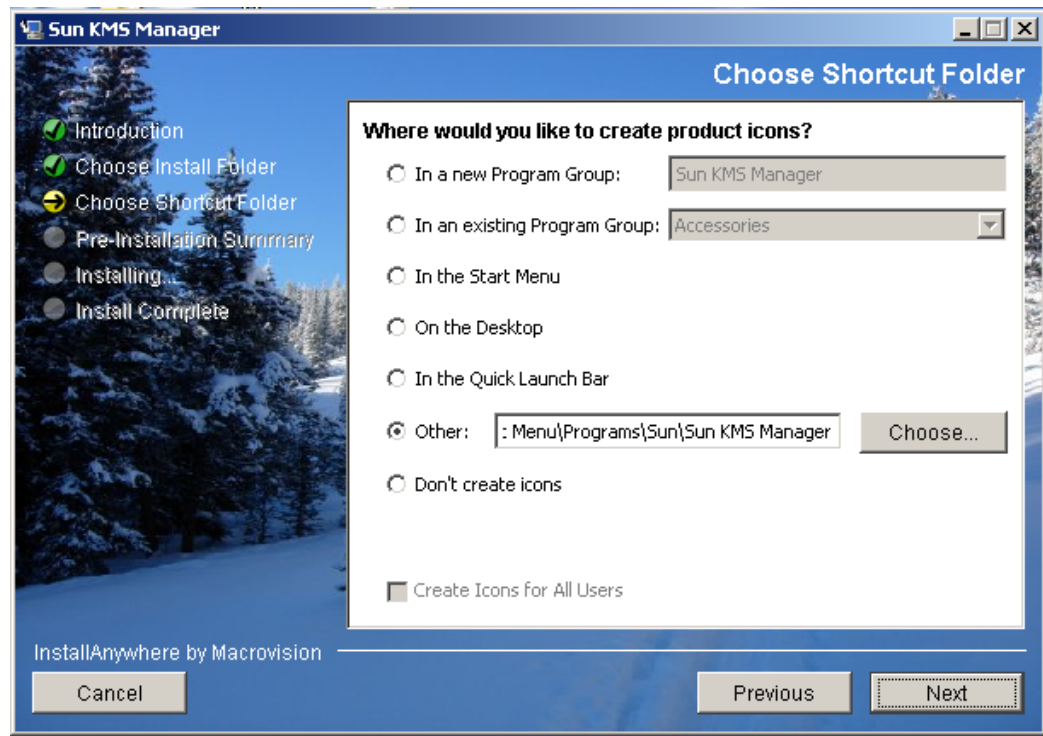 Sun KMS Manager
Choose Shortcut Folder
Introduction
Choose Install Folder
Choose Shortcut Folder
Pre-Installation Summary
Installing...
Install Complete
Where would you like to create product icons?
In a new Program Group: Sun KMS Manager
In an existing Program Group: Accessories
In the Start Menu
On the Desktop
In the Quick Launch Bar
Other: : Menu\Programs\Sun\Sun KMS Manager Choose...
Don't create icons
Create Icons for All Users
InstallAnywhere by Macrovision
Cancel Previous Next